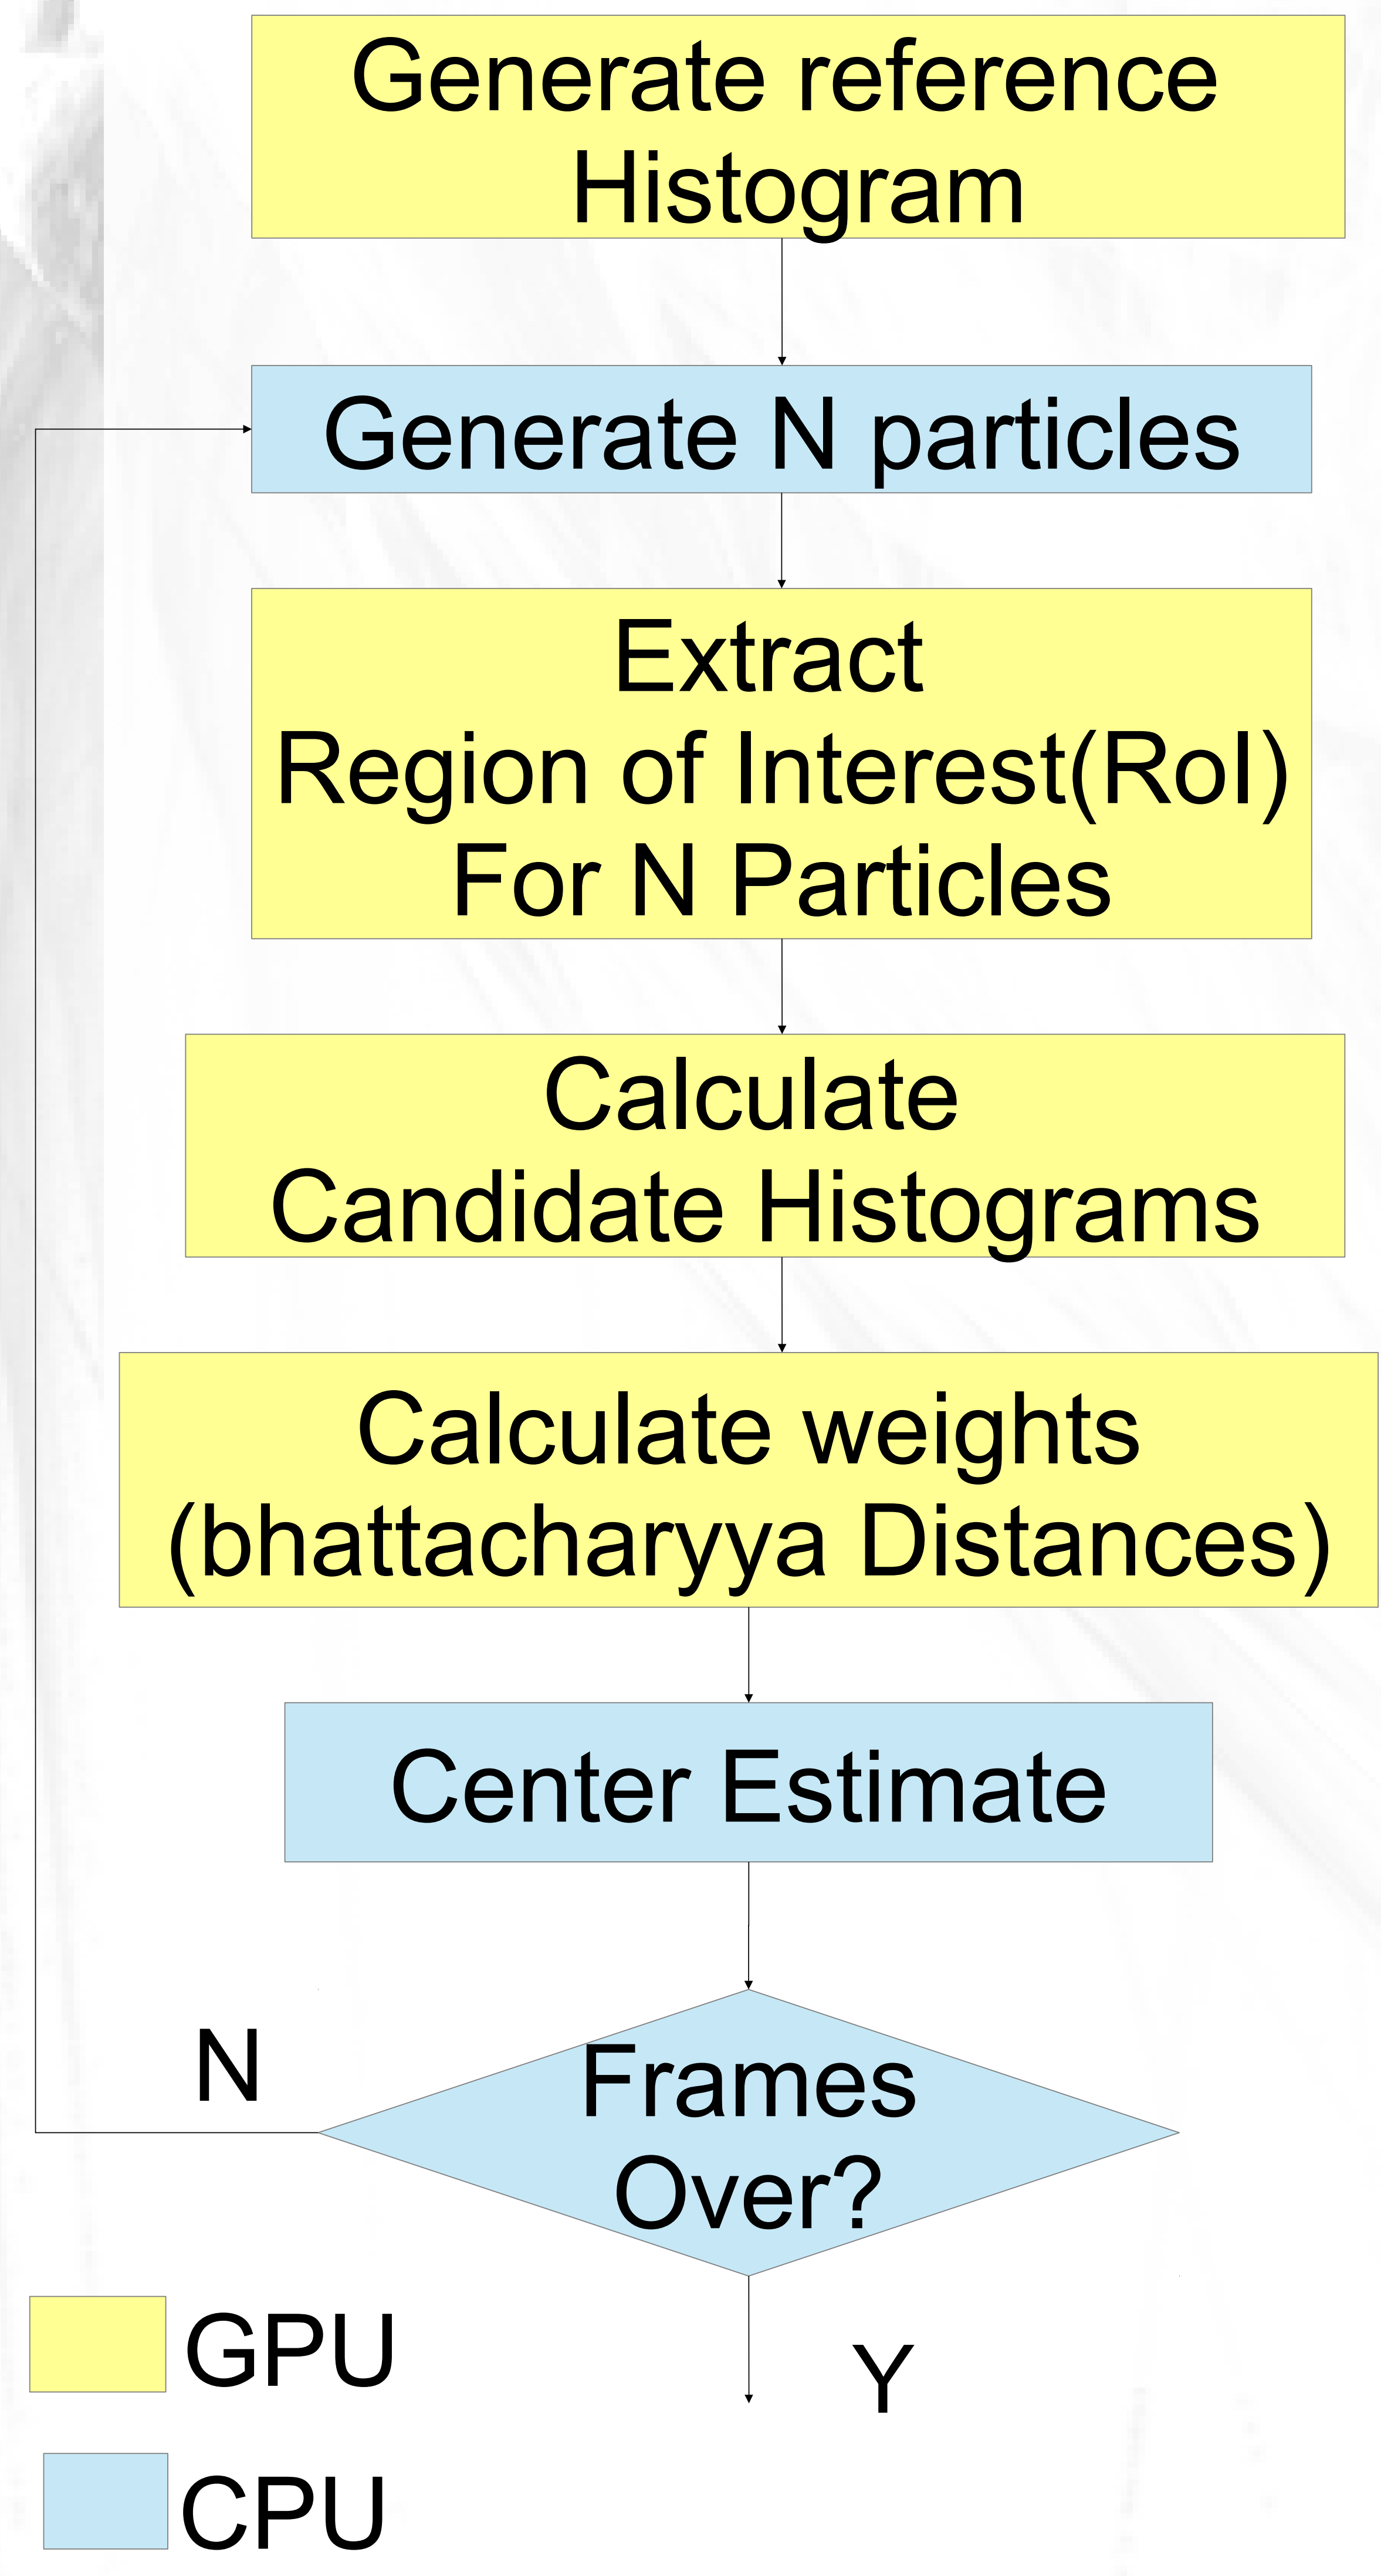 Generate reference
Histogram
Generate N particles
Extract
Region of Interest(RoI)
For N Particles
Calculate
Candidate Histograms
Calculate weights
(bhattacharyya Distances)
Center Estimate
N
Frames
Over?
Y
GPU
CPU